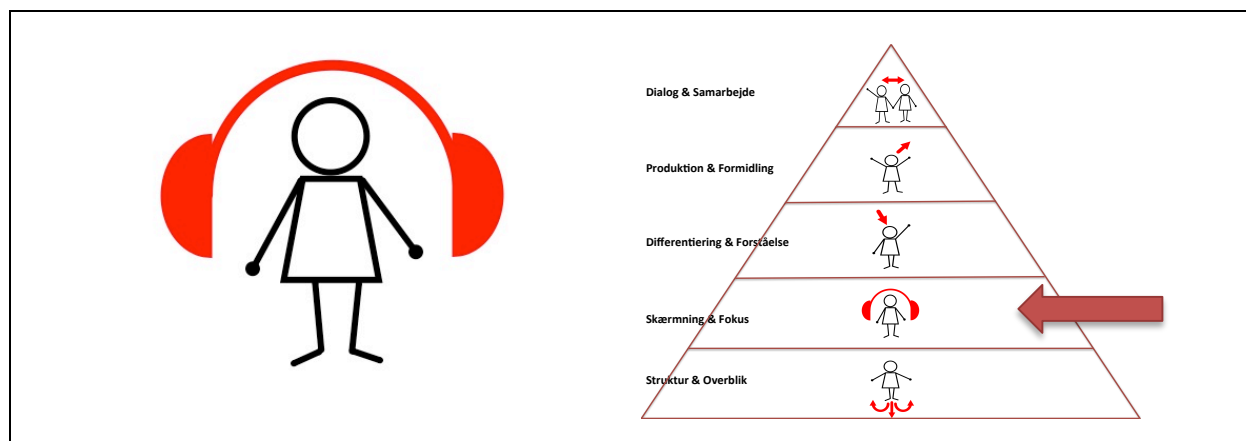 Dialog & Samarbejde
Produktion & Formidling
Differentiering & Forståelse
Skærmning & Fokus
Struktur & Overblik